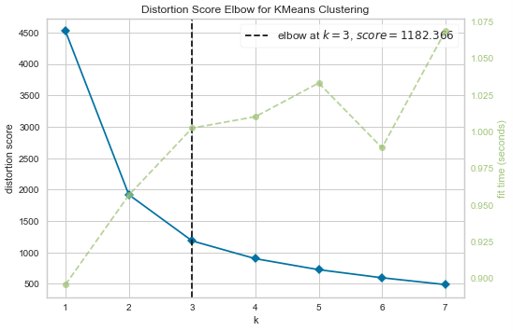 Distortion Score Elbow for KMeans Clustering
elbow at k = 3, score = 1182.366
4500
4000
3500
3000
2500
2000
1500
1000
500
distortion score
1.075
1.050
1.025
1.000
0.975
0.950
0.925
0.900
fit time (seconds)
1 2 3 4 5 6 7
k